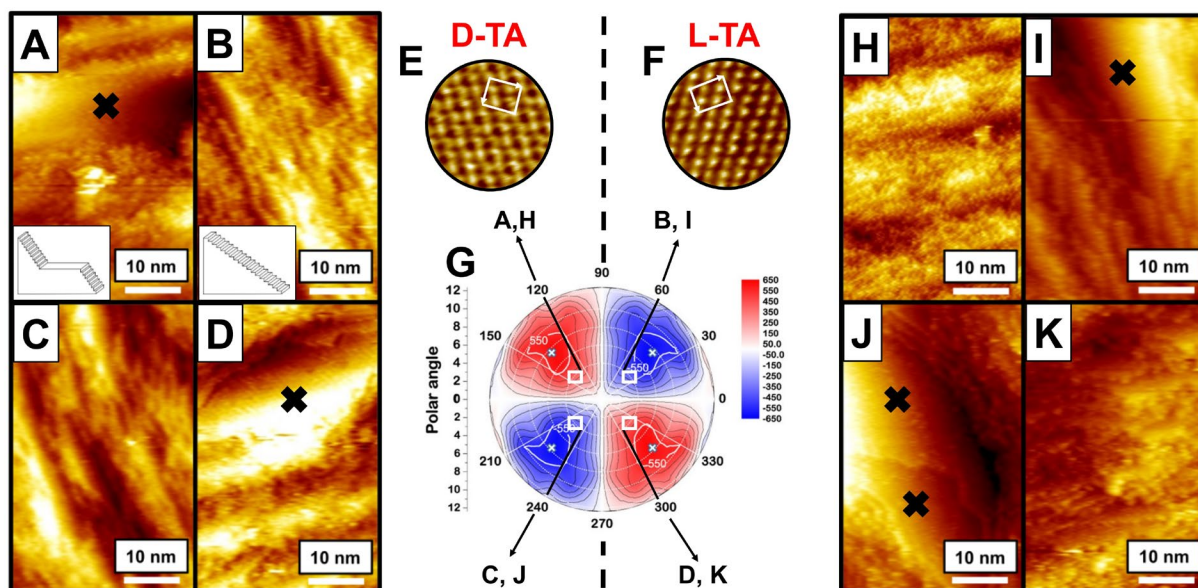 A
B
10 nm
10 nm
C
D
10 nm
10 nm
D-TA
L-TA
E
F
A,H
B, I
G
Polar angle
12
10
8
6
4
2
0
2
4
6
8
10
12
90
120
60
150
30
0
210
330
240
300
270
550
-550
-550
550
650
550
450
350
250
150
50.0
-50.0
-150
-250
-350
-450
-550
-650
C, J
D, K
H
I
10 nm
10 nm
J
K
10 nm
10 nm